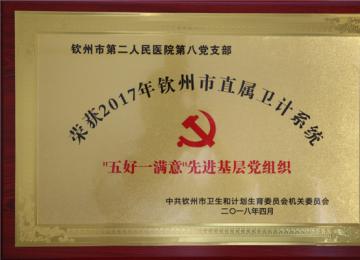 钦州市第二人民医院第八党支部
荣获2017年钦州市直属卫计系统
"五好一满意"先进基层党组织
中共钦州市卫生和计划生育委员会机关委员会
二〇一八年四月